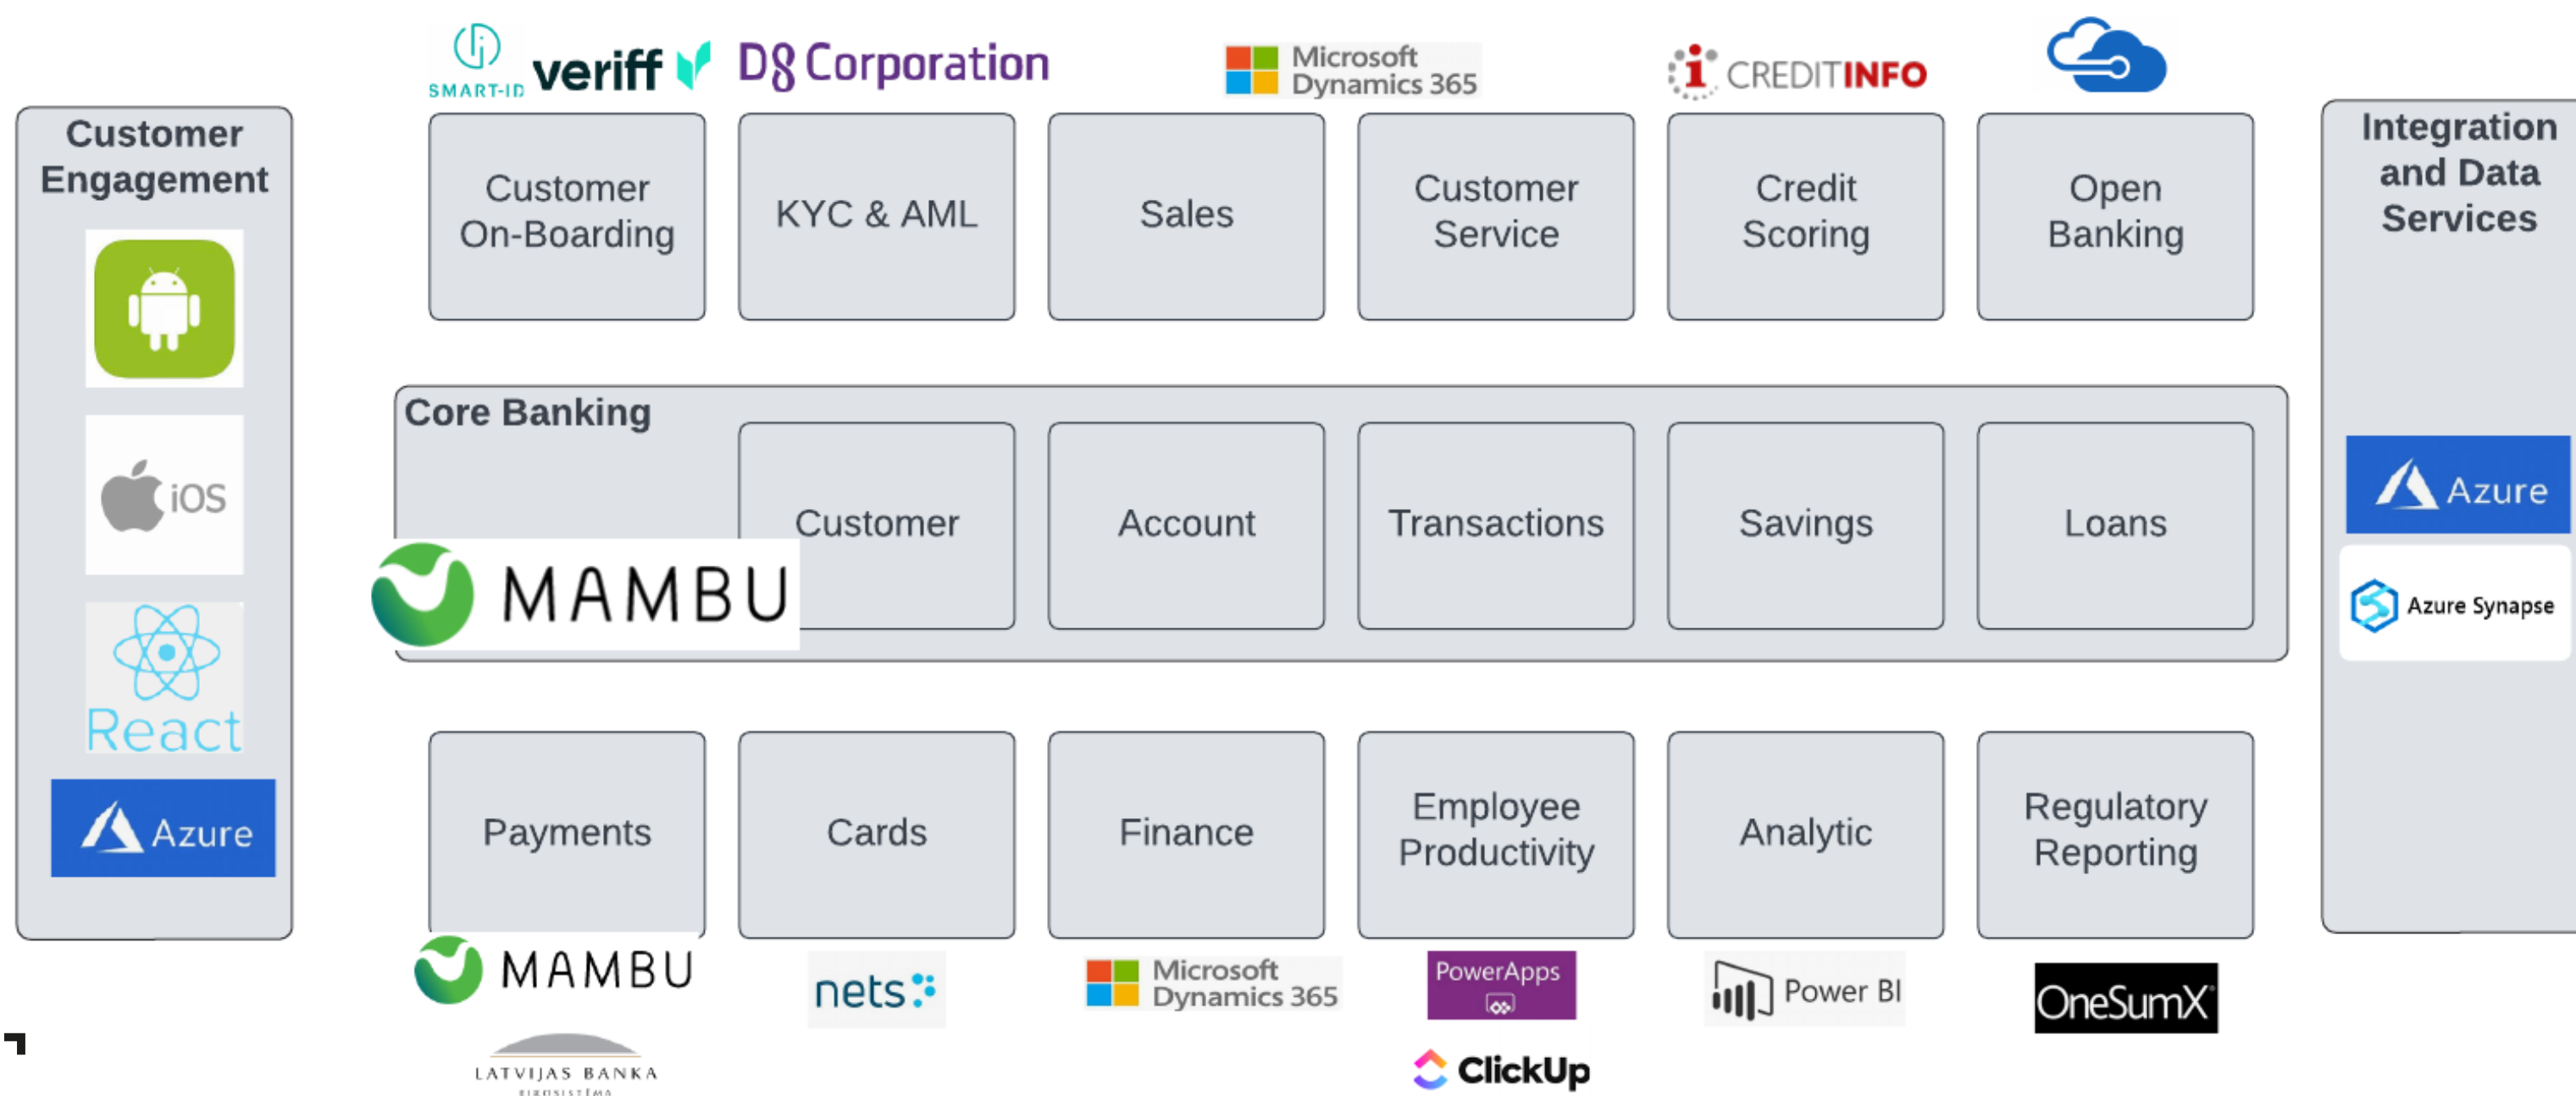 SMART-ID
veriff
D8 Corporation
Microsoft
Dynamics 365
CREDITINFO
Customer
Engagement
iOS
React
Azure
Customer
On-Boarding
KYC & AML
Sales
Customer
Service
Credit
Scoring
Open
Banking
Core Banking
MAMBU
Customer
Account
Transactions
Savings
Loans
Payments
Cards
Finance
Employee
Productivity
Analytic
Regulatory
Reporting
MAMBU
LATVIJAS BANKA
EIROSISTĒMA
nets
Microsoft
Dynamics 365
PowerApps
ClickUp
Power BI
OneSumX
Integration
and Data
Services
Azure
Azure Synapse